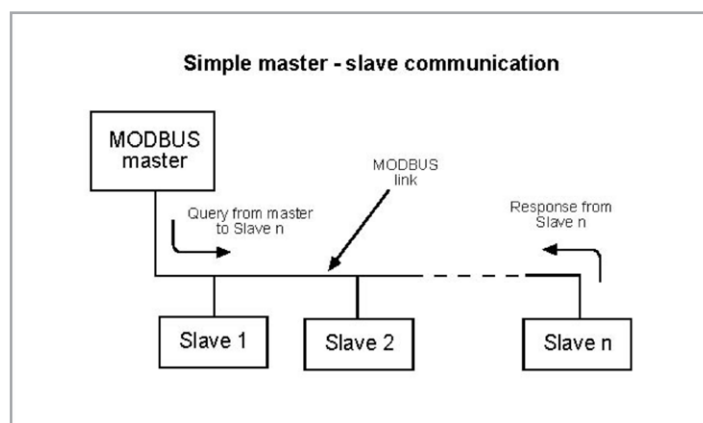 Simple master - slave communication
MODBUS
master
MODBUS
link
Query from master
to Slave n
Response from
Slave n
Slave 1
Slave 2
Slave n